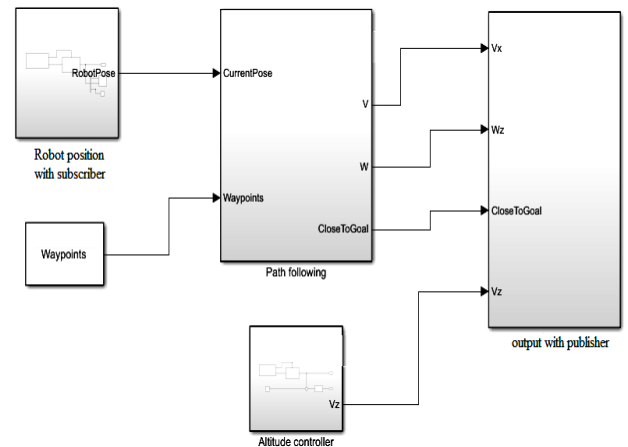 RobotPose
Robot position
with subscriber
Waypoints
CurrentPose
Waypoints
V
W
CloseToGoal
Path following
Vx
Wz
CloseToGoal
Vz
output with publisher
Vz
Altitude controller